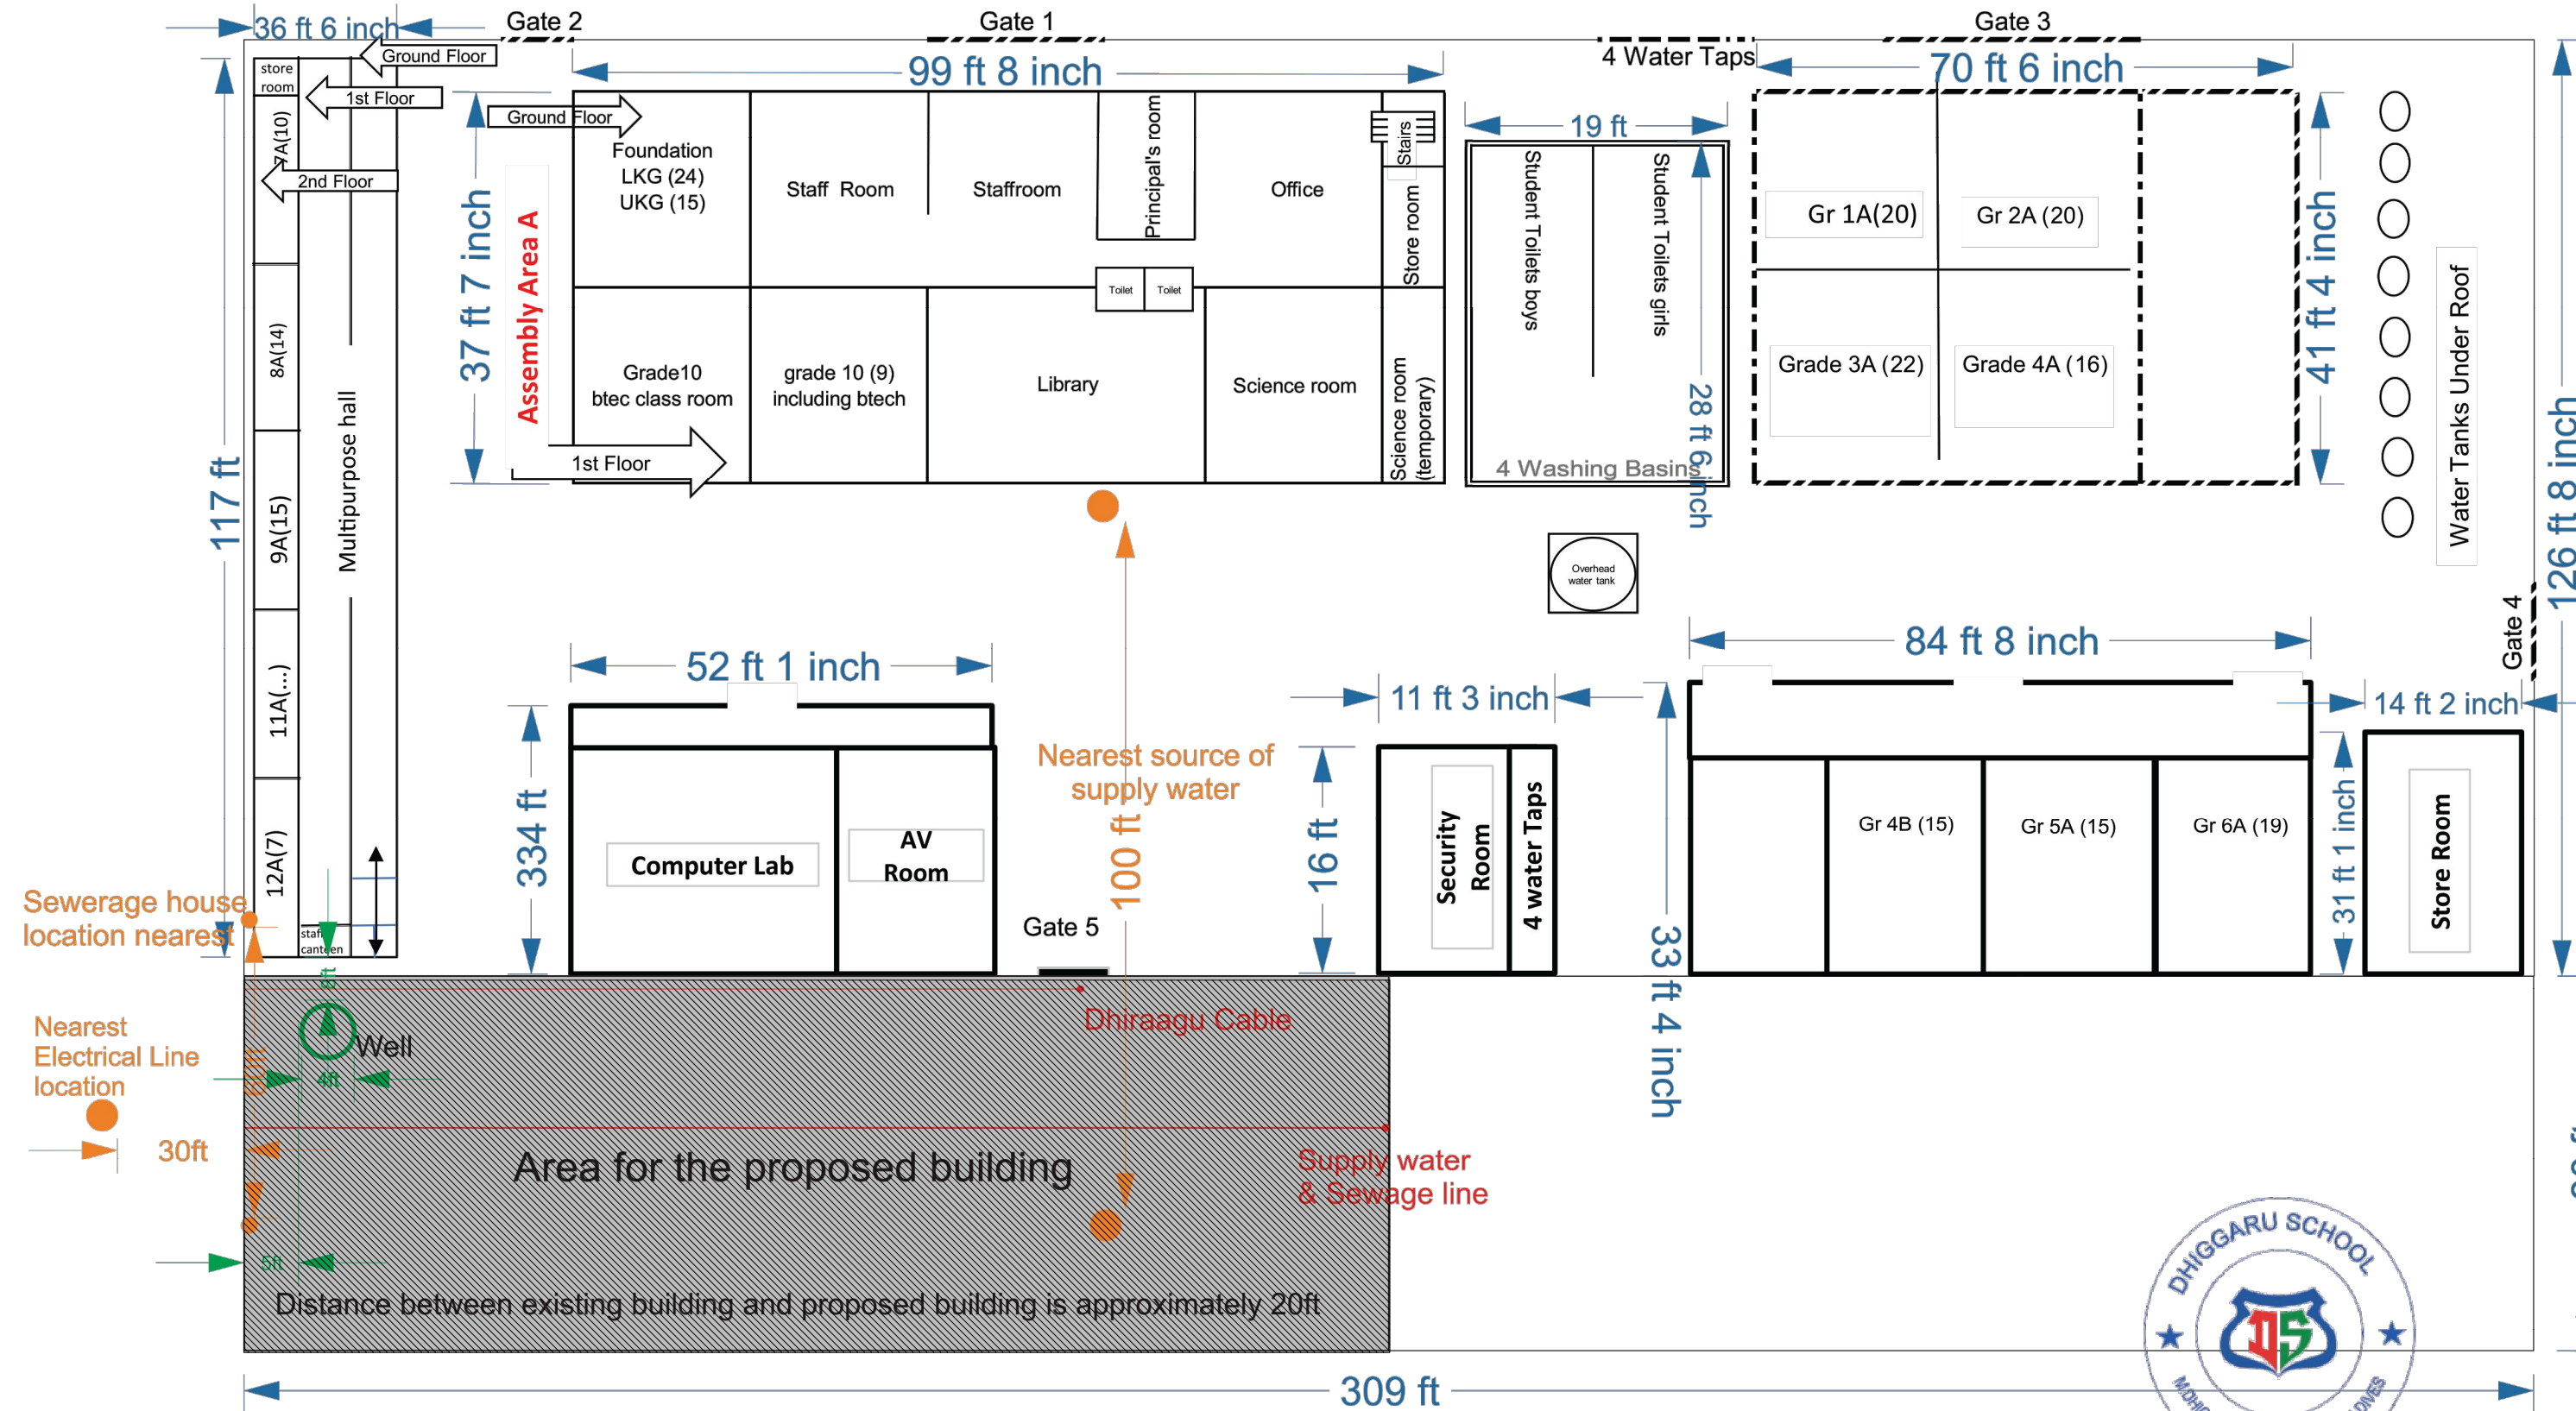 36 ft 6 inch
Gate 2
Gate 1
Gate 3
4 Water Taps
Ground Floor
99 ft 8 inch
70 ft 6 inch
store
room
1st Floor
7A(10)
2nd Floor
Ground Floor
Foundation
LKG (24)
UKG (15)
Staff Room
Staffroom
Principal's room
Office
Stairs
Store room
19 ft
Student Toilets boys
Student Toilets girls
28 ft 6 inch
4 Washing Basins
Gr 1A(20)
Gr 2A (20)
Grade 3A (22)
Grade 4A (16)
41 ft 4 inch
Water Tanks Under Roof
126 ft 8 inch
37 ft 7 inch
Assembly Area A
Toilet
Toilet
8A(14)
Multipurpose hall
117 ft
Grade10
btec class room
grade 10 (9)
including btech
Library
Science room
Science room
(temporary)
1st Floor
9A(15)
Overhead
water tank
Gate 4
11A(...)
52 ft 1 inch
84 ft 8 inch
11 ft 3 inch
14 ft 2 inch
Nearest source of
supply water
100 ft
334 ft
Computer Lab
AV
Room
16 ft
Security
Room
4 water Taps
33 ft 4 inch
Gr 4B (15)
Gr 5A (15)
Gr 6A (19)
31 ft 1 inch
Store Room
12A(7)
Sewerage house
location nearest
staff
canteen
Gate 5
8ft
Dhiraagu Cable
Nearest
Electrical Line
location
Well
4ft
60ft
30ft
Area for the proposed building
Supply water
& Sewage line
5ft
Distance between existing building and proposed building is approximately 20ft
309 ft
DHIGGARU SCHOOL
DS